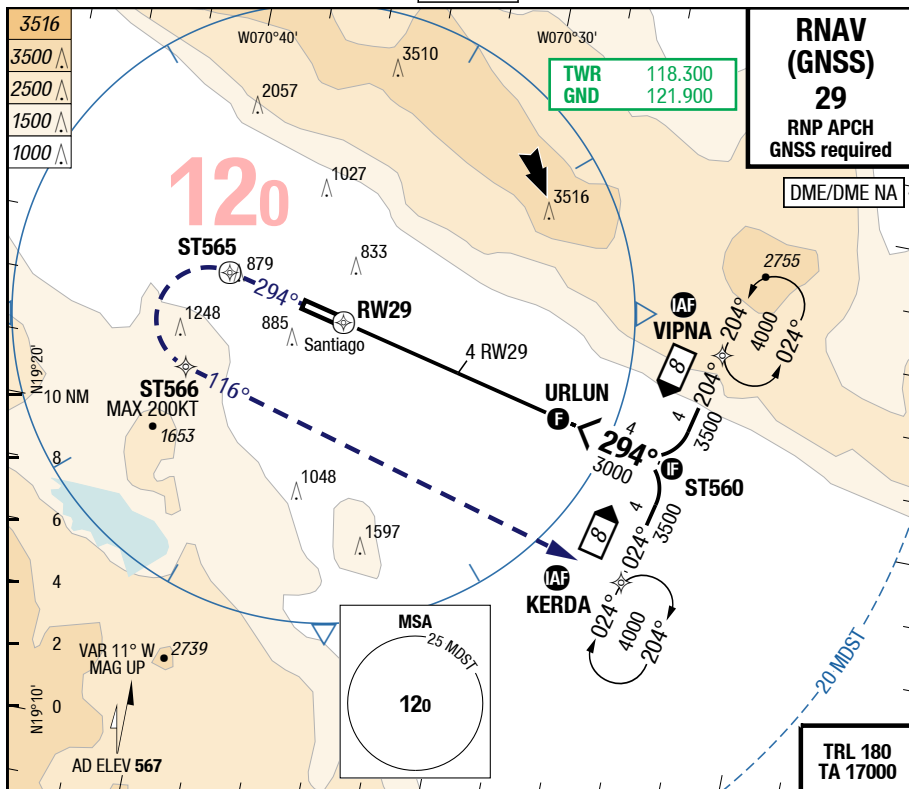 3516
3500
2500
1500
1000
W070°40'
W070°30'
3510
2057
TWR 118.300
GND 121.900
RNAV
(GNSS)
29
RNP APCH
GNSS required
DME/DME NA
120
1027
3516
ST565
879
833
294°
RW29
1248
885
Santiago
4 RW29
IAF
VIPNA
8
2755
204°
4000
024°
204°
4
3500
N19°20'
10 NM
ST566
MAX 200KT
1653
116°
URLUN
F
4
294°
3000
IF
ST560
8
1048
8
4
3500
024°
6
1597
IAF
KERDA
4
024°
4000
204°
MSA
25 MDST
120
2
VAR 11° W
MAG UP
2739
N19°10'
0
20 MDST
AD ELEV 567
TRL 180
TA 17000